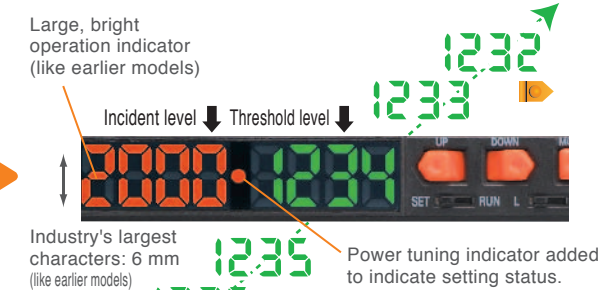 Large, bright
operation indicator
(like earlier models)
1232
1233
Incident level Threshold level
2000 1234
UP DOWN
SET RUN L
Industry's largest
characters: 6 mm
(like earlier models)
1235
Power tuning indicator added
to indicate setting status.